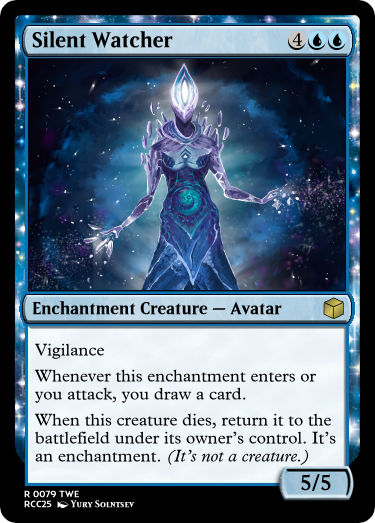 Silent Watcher 4
Enchantment Creature — Avatar
Vigilance
Whenever this enchantment enters or
you attack, you draw a card.
When this creature dies, return it to the
battlefield under its owner's control. It's
an enchantment. (It's not a creature.)
5/5
R 0079 TWE
RCC25 Yury Solntsev